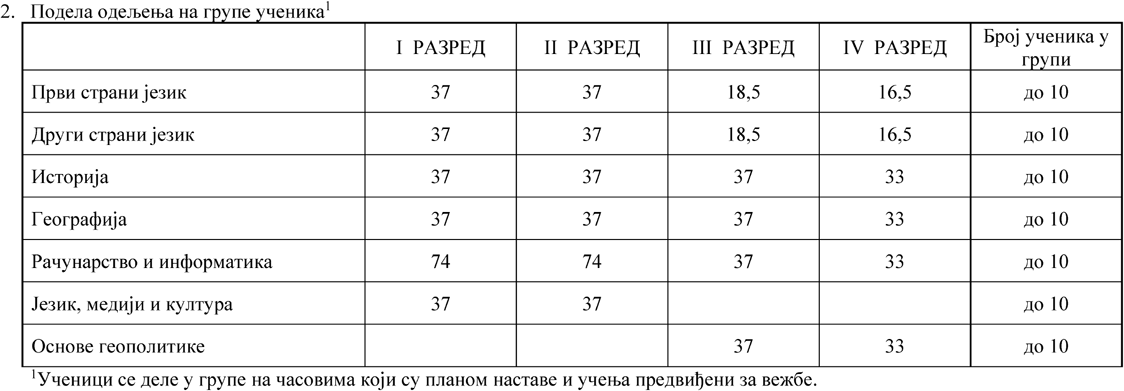 2. Подела одељења на групе ученика¹
I РАЗРЕД II РАЗРЕД III РАЗРЕД IV РАЗРЕД Број ученика у групи
Први страни језик 37 37 18,5 16,5 до 10
Други страни језик 37 37 18,5 16,5 до 10
Историја 37 37 37 33 до 10
Географија 37 37 37 33 до 10
Рачунарство и информатика 74 74 37 33 до 10
Језик, медији и култура 37 37 до 10
Основе геополитике 37 33 до 10
¹Ученици се деле у групе на часовима који су планом наставе и учења предвиђени за вежбе.